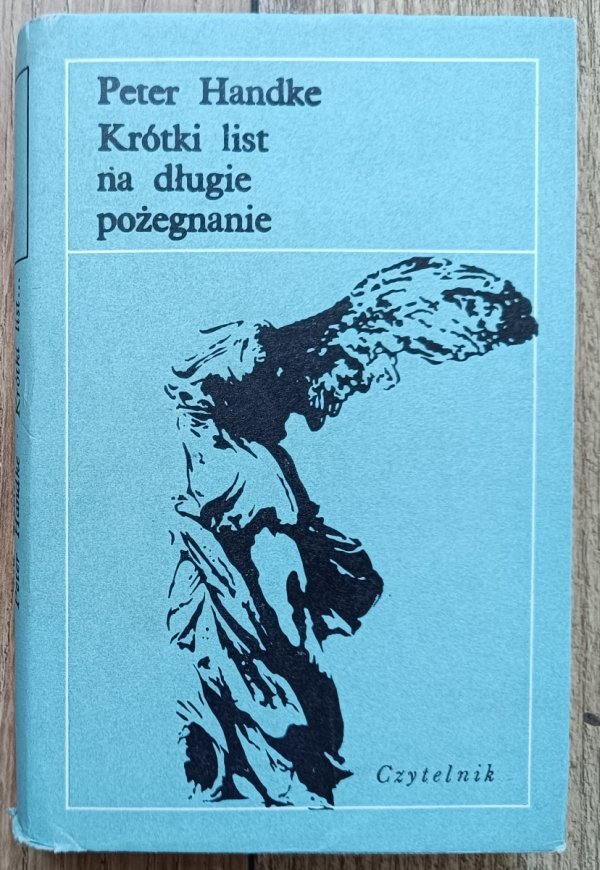 Peter Handke
Krótki list
na długie
pożegnanie
Czytelnik
Peter Handke Krótki list...